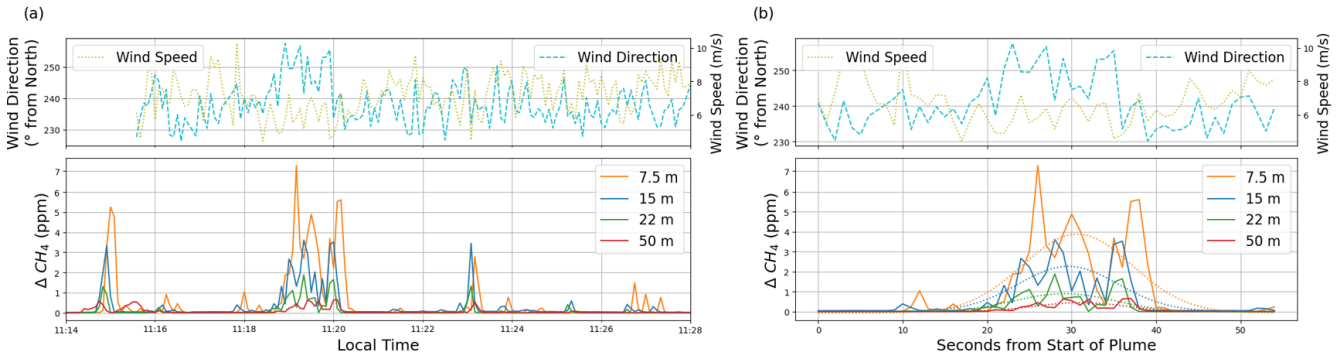 (a)
Wind Direction
(° from North)
250
240
230
Wind Speed
Wind Direction
10
8
6
Wind Speed (m/s)
Δ CH4 (ppm)
7
6
5
4
3
2
1
0
7.5 m
15 m
22 m
50 m
11:14
11:16
11:18
11:20
11:22
11:24
11:26
11:28
Local Time
(b)
Wind Direction
(° from North)
250
240
230
Wind Speed
Wind Direction
10
8
6
Wind Speed (m/s)
Δ CH4 (ppm)
7
6
5
4
3
2
1
0
7.5 m
15 m
22 m
50 m
0
10
20
30
40
50
Seconds from Start of Plume